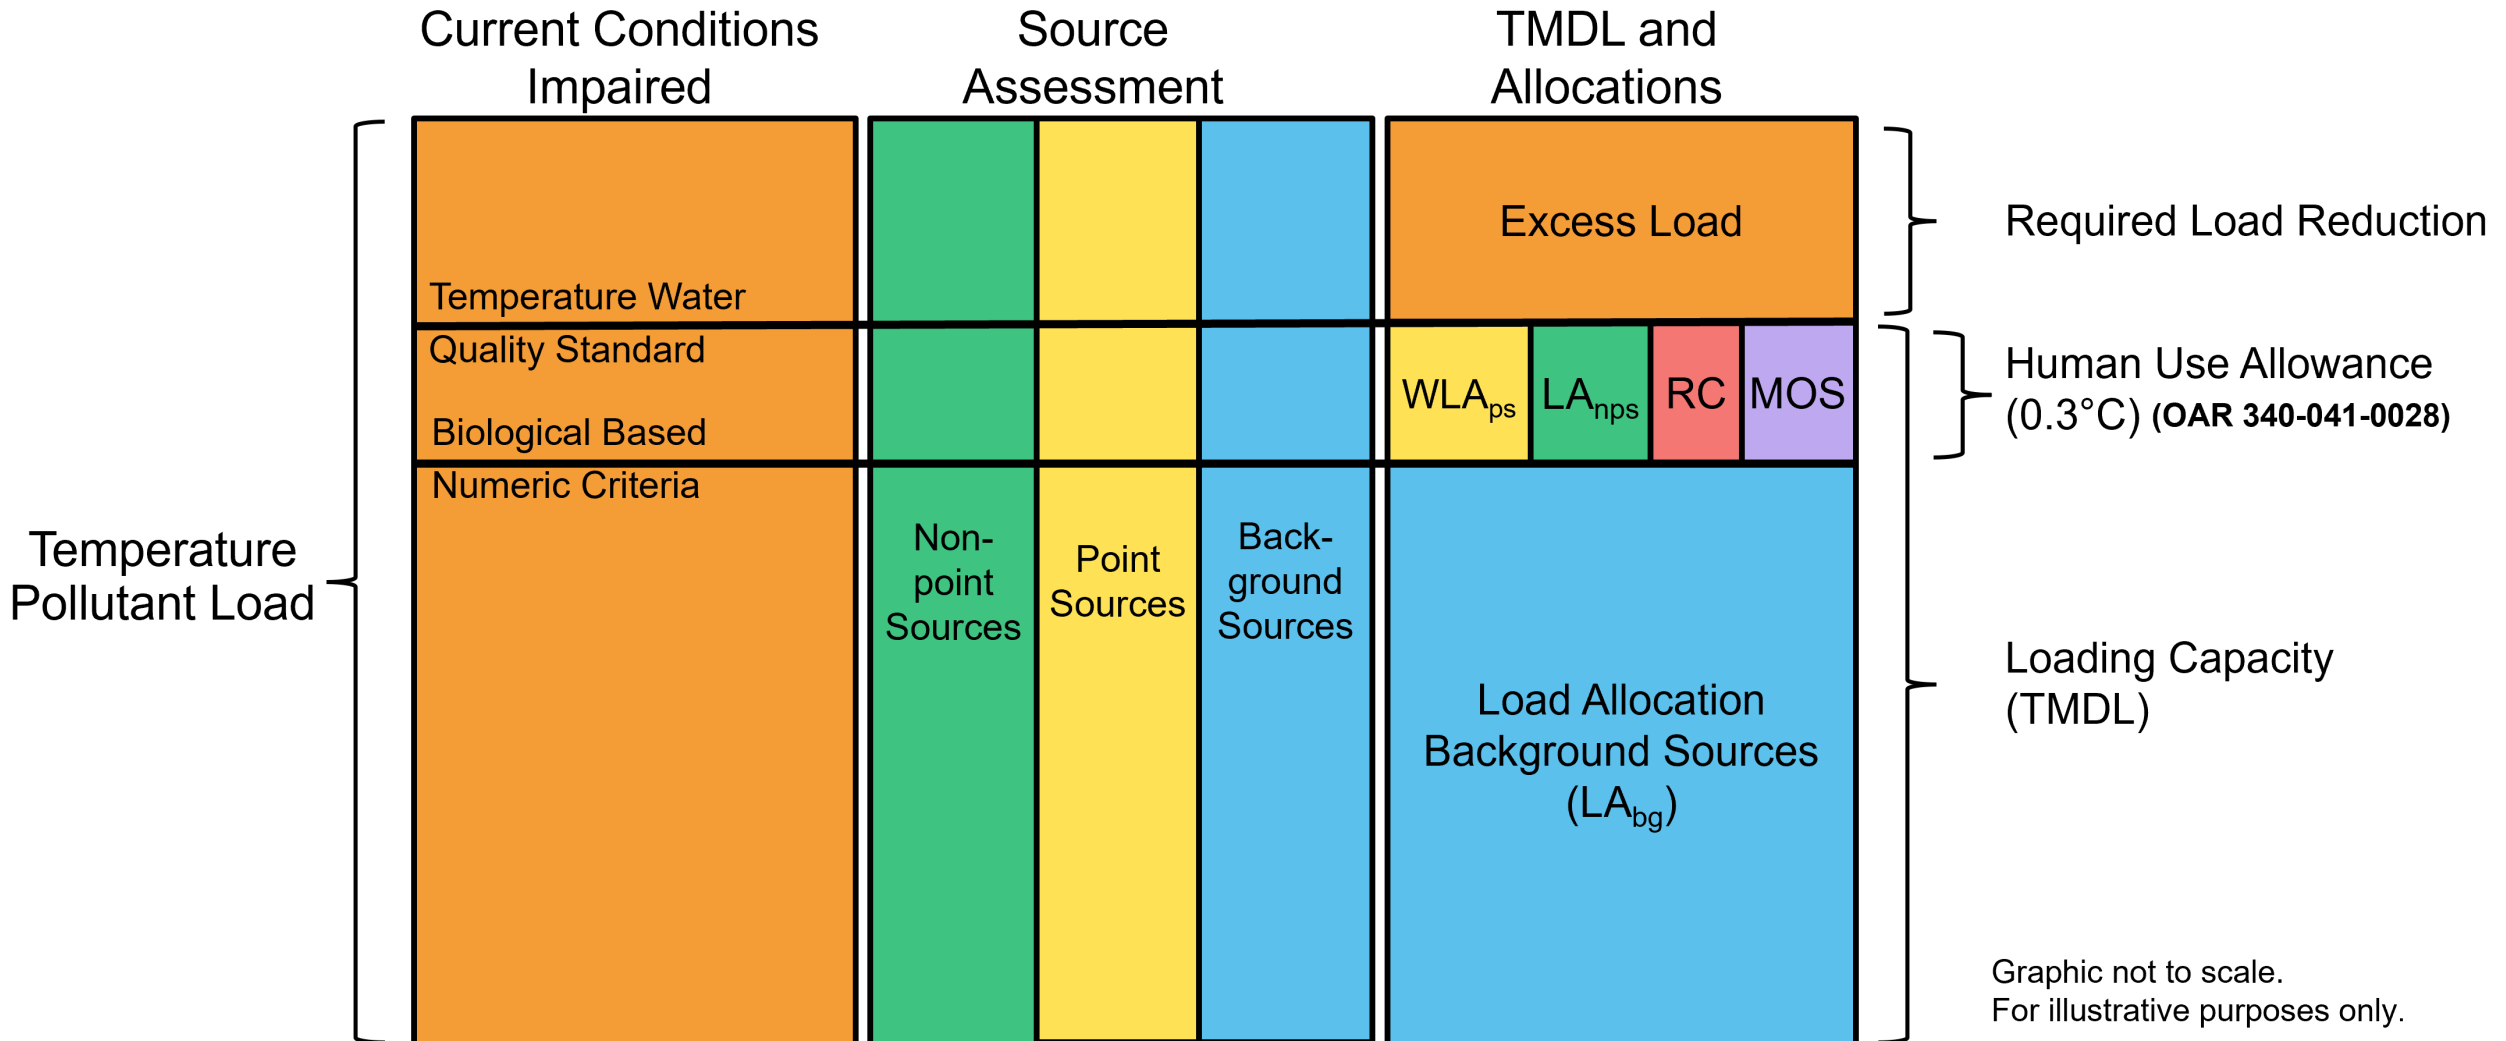 Current Conditions
Impaired
Source
Assessment
TMDL and
Allocations
Temperature
Pollutant Load
Temperature Water
Quality Standard
Biological Based
Numeric Criteria
Non-
point
Sources
Point
Sources
Back-
ground
Sources
Excess Load
WLAps
LAnps
RC
MOS
Load Allocation
Background Sources
(LAbg)
Required Load Reduction
Human Use Allowance
(0.3°C) (OAR 340-041-0028)
Loading Capacity
(TMDL)
Graphic not to scale.
For illustrative purposes only.